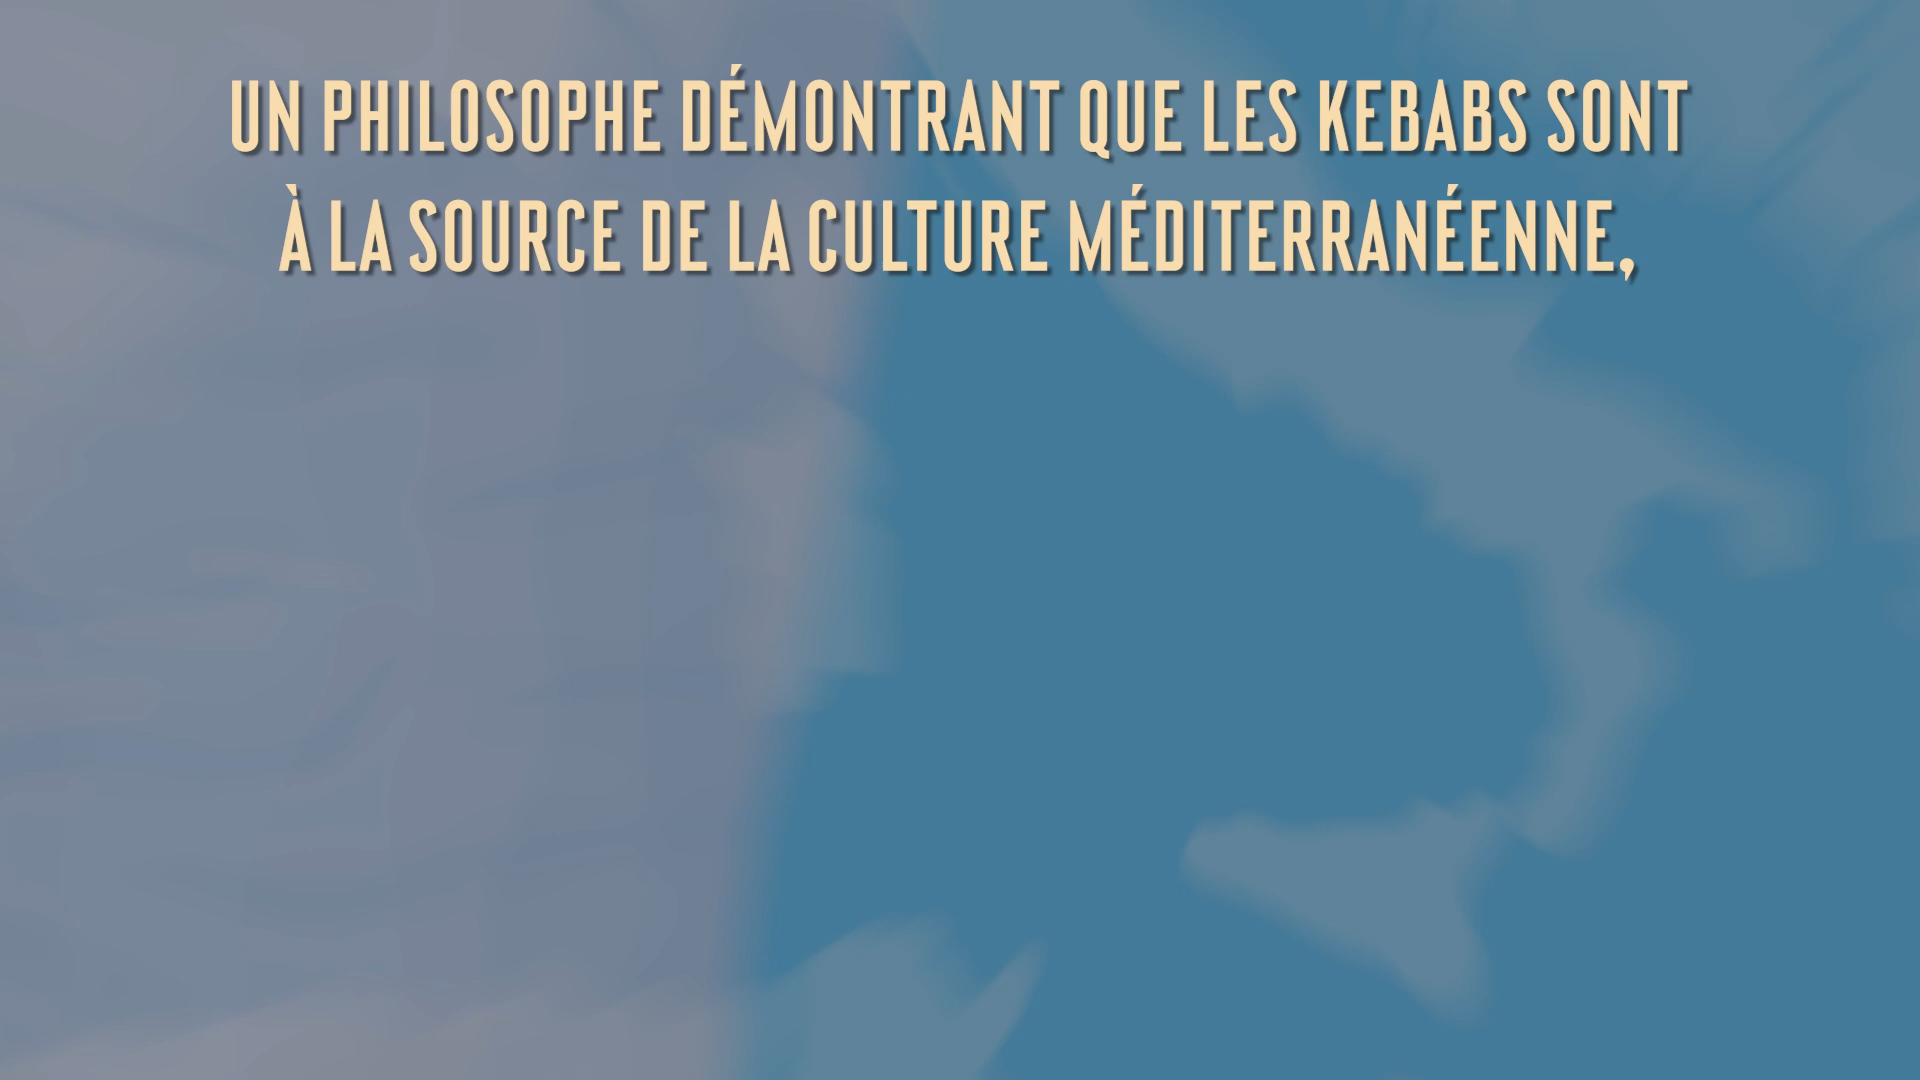 UN PHILOSOPHE DÉMONTRANT QUE LES KEBABS SONT
À LA SOURCE DE LA CULTURE MÉDITERRANÉENNE,